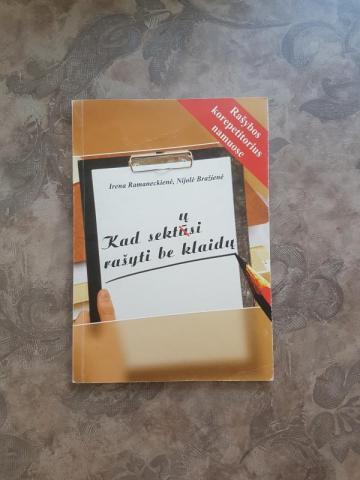 Rašybos
korepetitorius
namuose
Irena Ramaneckienė, Nijolė Bražienė
ų
Kad sektūsi
rašyti be klaidų